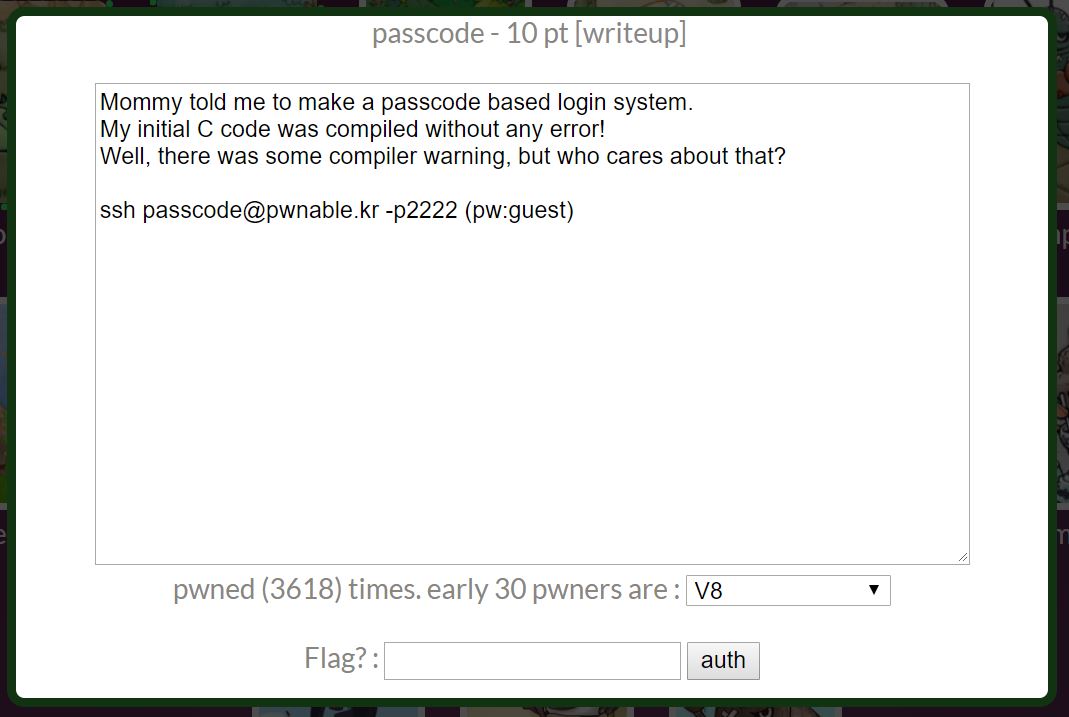 passcode - 10 pt [writeup]
Mommy told me to make a passcode based login system.
My initial C code was compiled without any error!
Well, there was some compiler warning, but who cares about that?
ssh passcode@pwnable.kr -p2222 (pw:guest)
pwned (3618) times. early 30 pwners are : V8
Flag? : auth